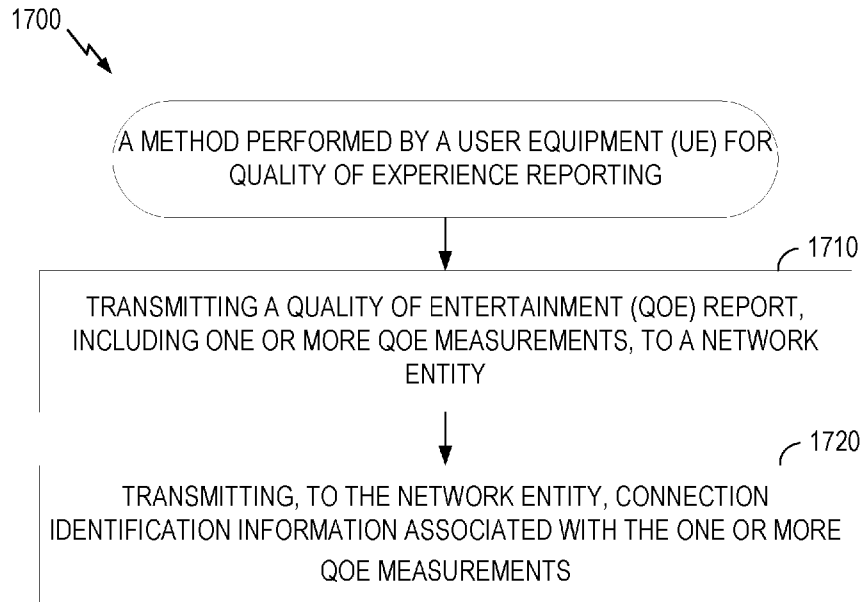 1700
A METHOD PERFORMED BY A USER EQUIPMENT (UE) FOR
QUALITY OF EXPERIENCE REPORTING
1710
TRANSMITTING A QUALITY OF ENTERTAINMENT (QOE) REPORT,
INCLUDING ONE OR MORE QOE MEASUREMENTS, TO A NETWORK
ENTITY
1720
TRANSMITTING, TO THE NETWORK ENTITY, CONNECTION
IDENTIFICATION INFORMATION ASSOCIATED WITH THE ONE OR MORE
QOE MEASUREMENTS